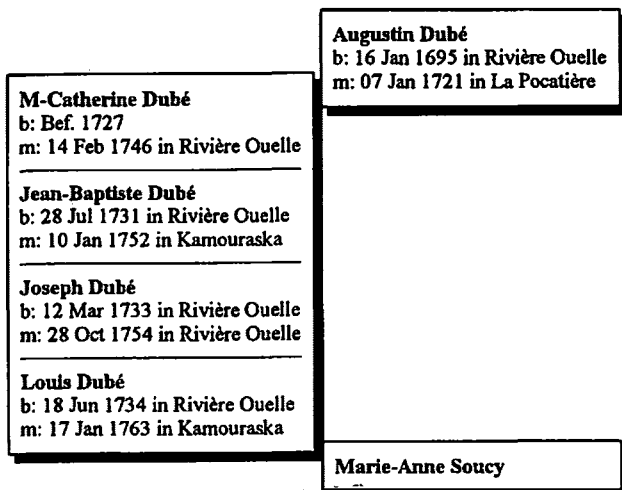 Augustin Dubé
b: 16 Jan 1695 in Rivière Ouelle
m: 07 Jan 1721 in La Pocatière
M-Catherine Dubé
b: Bef. 1727
m: 14 Feb 1746 in Rivière Ouelle
Jean-Baptiste Dubé
b: 28 Jul 1731 in Rivière Ouelle
m: 10 Jan 1752 in Kamouraska
Joseph Dubé
b: 12 Mar 1733 in Rivière Ouelle
m: 28 Oct 1754 in Rivière Ouelle
Louis Dubé
b: 18 Jun 1734 in Rivière Ouelle
m: 17 Jan 1763 in Kamouraska
Marie-Anne Soucy